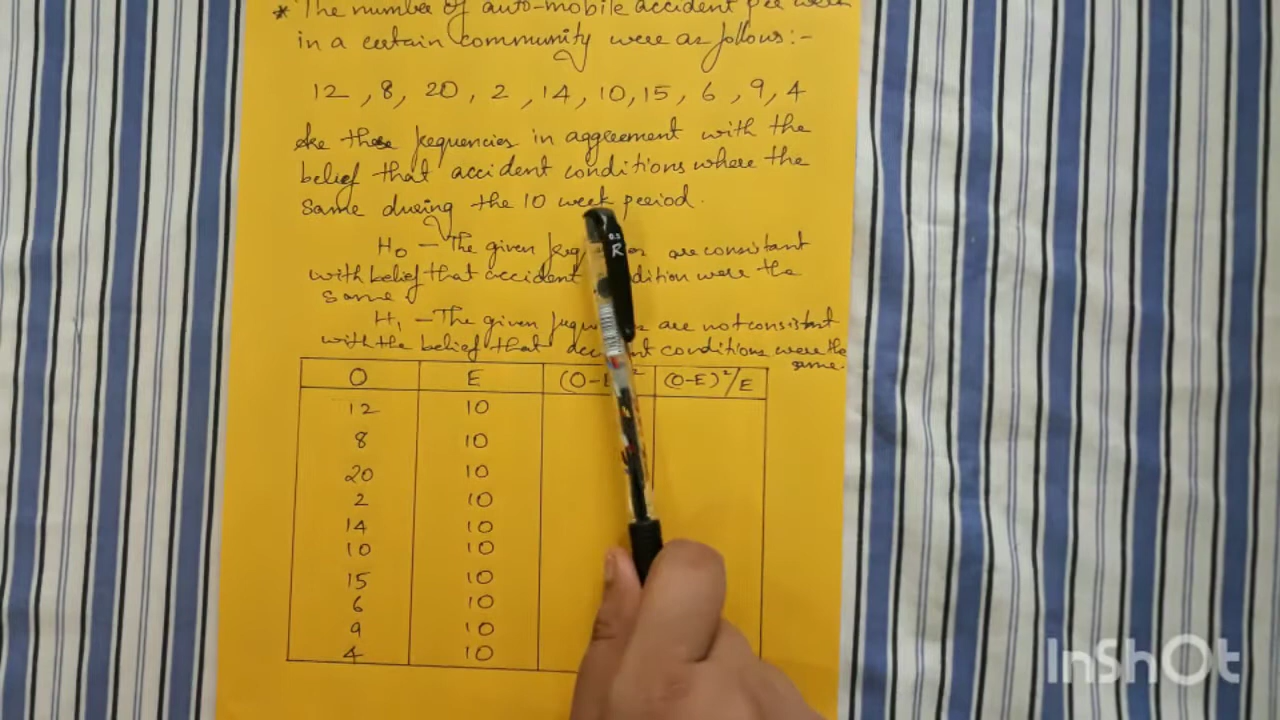 * The number of auto-mobile accident per week
in a certain community were as follows:-
12, 8, 20, 2, 14, 10, 15, 6, 9, 4
Are these frequencies in aggreement with the
belief that accident conditions where the
same during the 10 week period.
H₀ – The given are consistant
with belief that accident were the
same.
H₁ – The given are not consistent
with the belief that conditions were the
same.
O E (O-E)² (O-E)²/E
12 10
8 10
20 10
2 10
14 10
10 10
15 10
6 10
9 10
4 10
0.5
R
InShOt